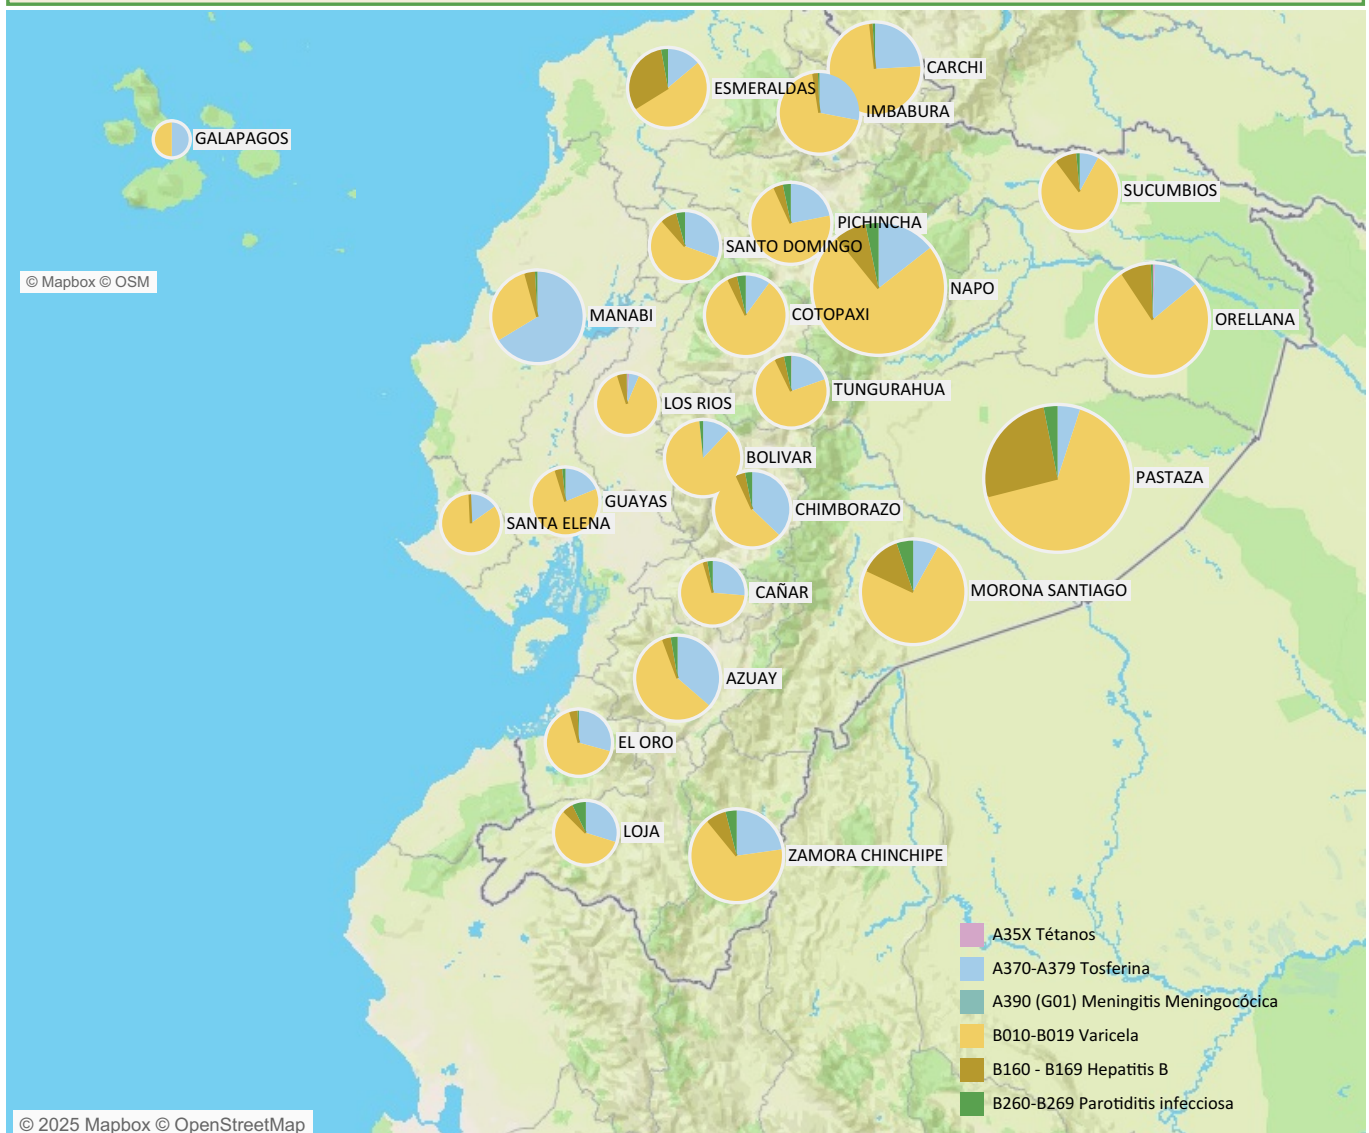 CARCHI
ESMERALDAS
IMBABURA
GALAPAGOS
SUCUMBIOS
PICHINCHA
SANTO DOMINGO
© Mapbox © OSM
NAPO
MANABI
COTOPAXI
ORELLANA
TUNGURAHUA
LOS RIOS
BOLIVAR
PASTAZA
GUAYAS
CHIMBORAZO
SANTA ELENA
CAÑAR
MORONA SANTIAGO
AZUAY
EL ORO
LOJA
ZAMORA CHINCHIPE
A35X Tétanos
A370-A379 Tosferina
A390 (G01) Meningitis Meningocócica
B010-B019 Varicela
B160 - B169 Hepatitis B
B260-B269 Parotiditis infecciosa
© 2025 Mapbox © OpenStreetMap